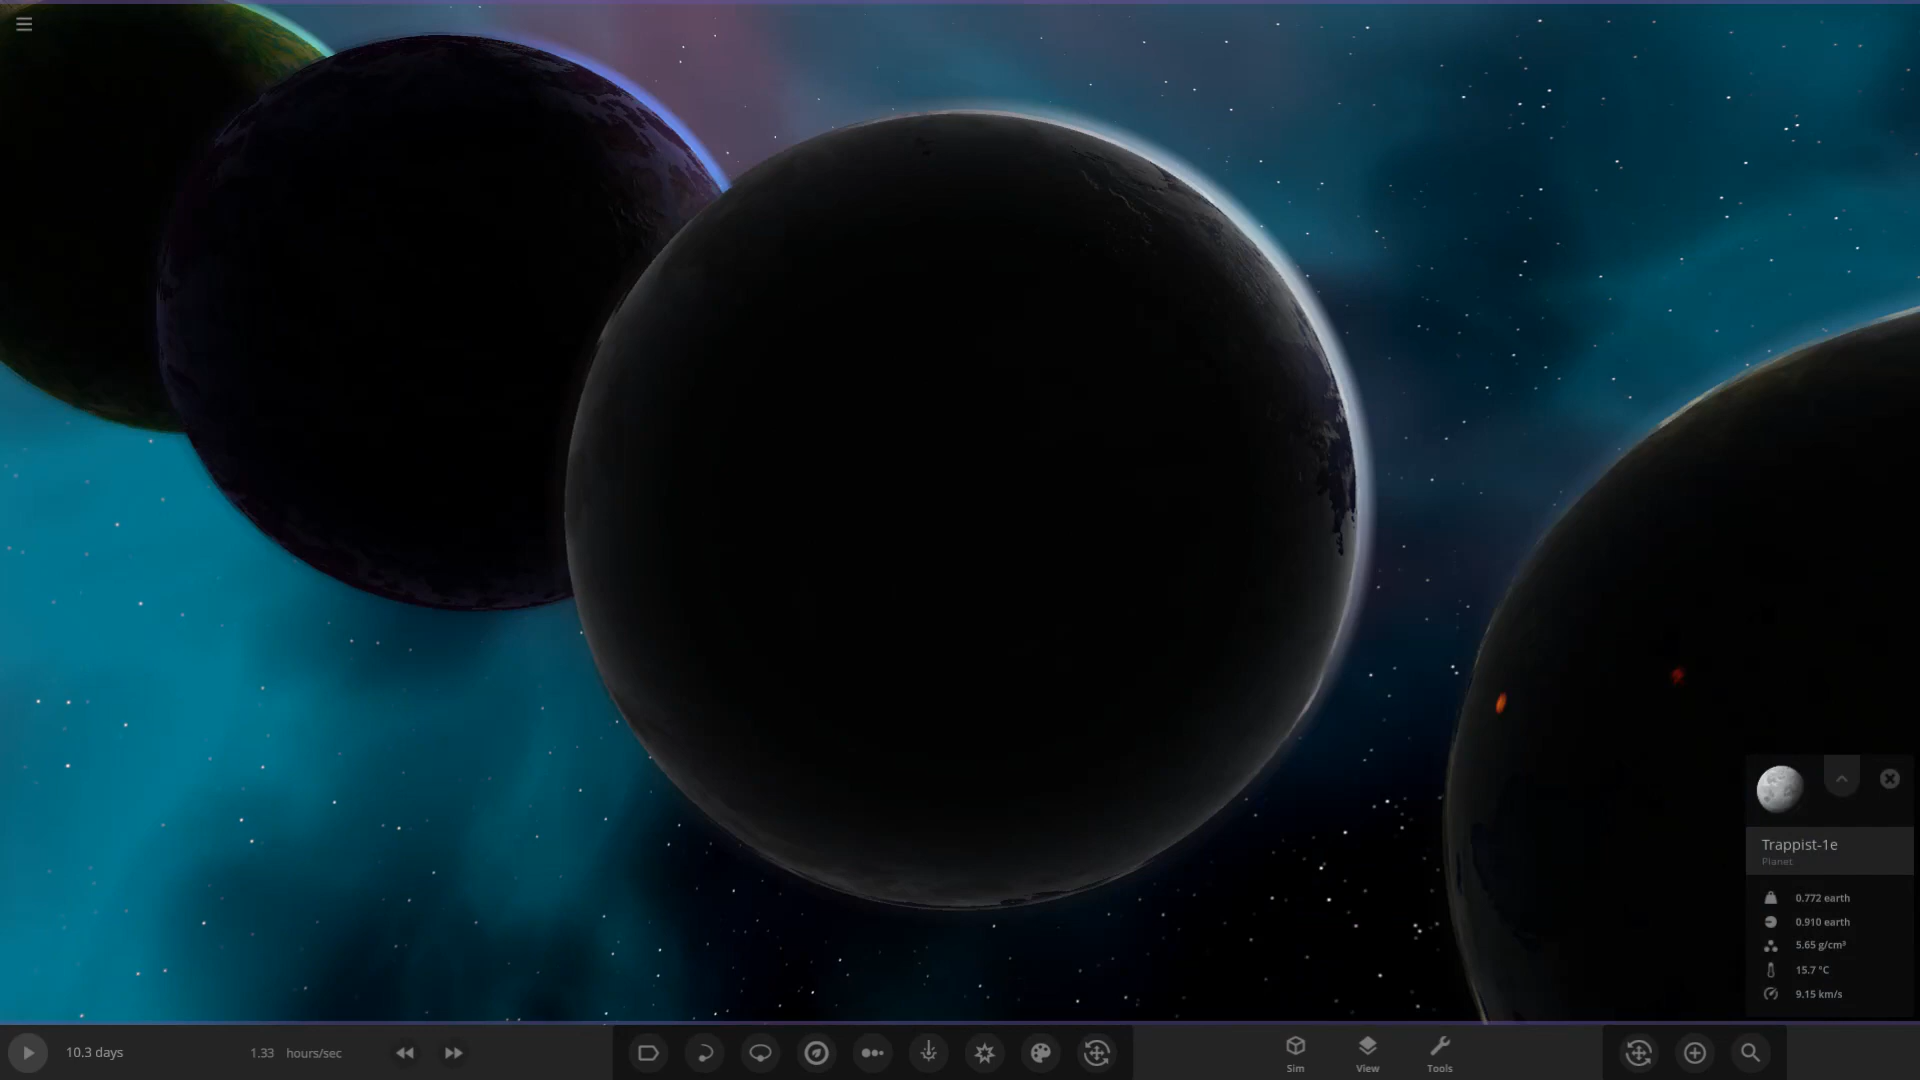 Trappist-1e
Planet
0.772 earth
0.910 earth
5.65 g/cm³
15.7 °C
9.15 km/s
10.3 days
1.33 hours/sec
Sim
View
Tools